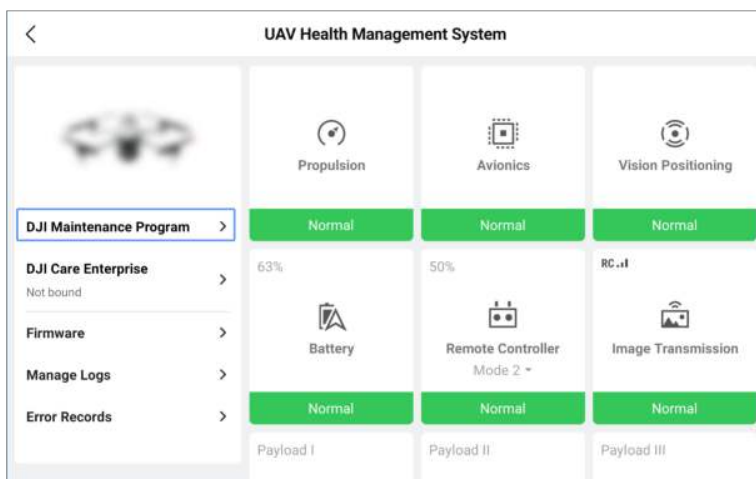 UAV Health Management System
DJI Maintenance Program
DJI Care Enterprise
Not bound
Firmware
Manage Logs
Error Records
Propulsion
Normal
Avionics
Normal
Vision Positioning
Normal
63%
Battery
Normal
50%
Remote Controller
Mode 2
Normal
RC
Image Transmission
Normal
Payload I
Payload II
Payload III